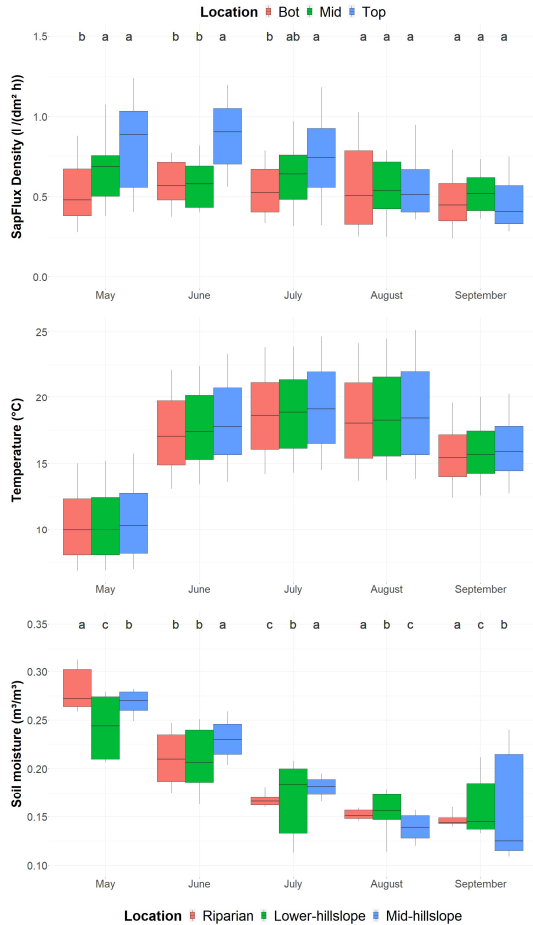 Location Bot Mid Top
SapFlux Density (l /(dm² h))
1.5
1.0
0.5
0.0
b a a b b a b ab a a a a a a a
May June July August September
Temperature (°C)
25
20
15
10
May June July August September
Soil moisture (m³/m³)
0.35
0.30
0.25
0.20
0.15
0.10
a c b b b a c b a a b c a c b
May June July August September
Location Riparian Lower-hillslope Mid-hillslope